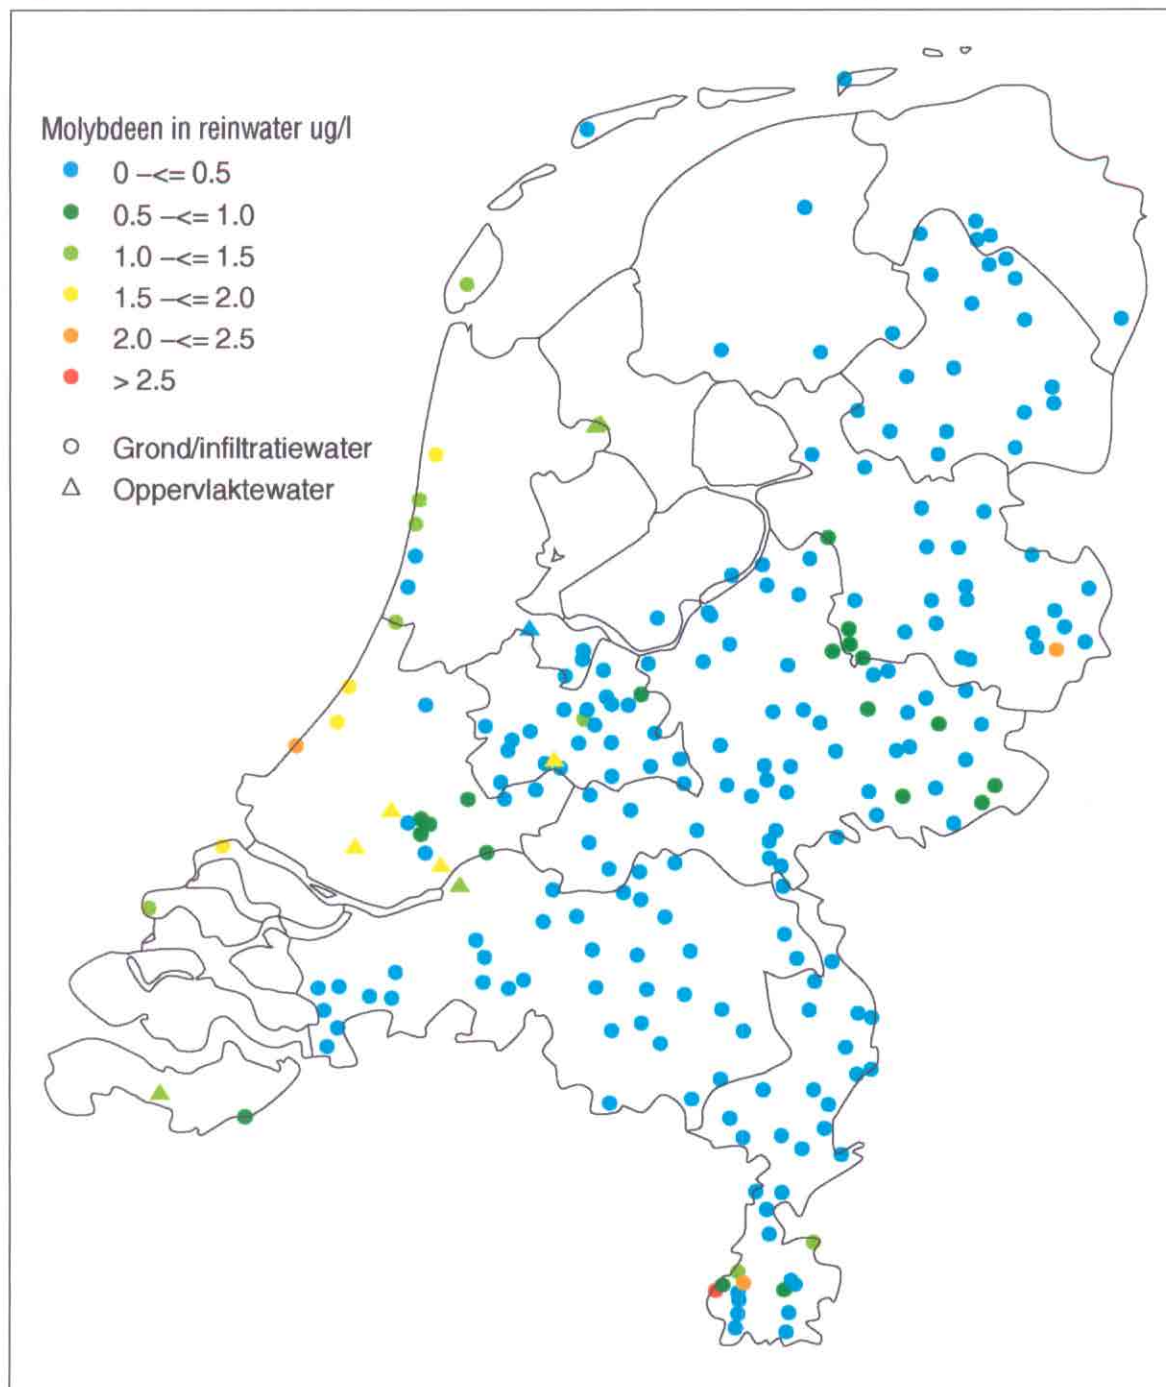 Molybdeen in reinwater ug/l
0 –<= 0.5
0.5 –<= 1.0
1.0 –<= 1.5
1.5 –<= 2.0
2.0 –<= 2.5
> 2.5
Grond/infiltratiewater
Oppervlaktewater